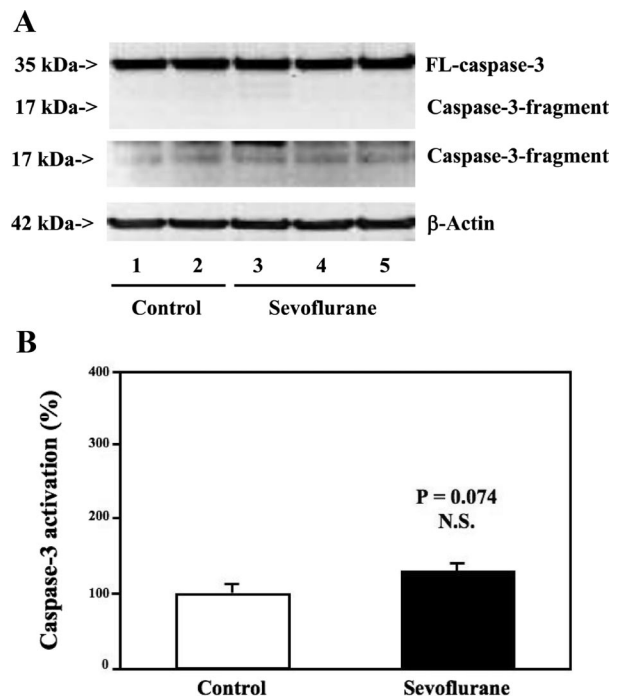 A
35 kDa-> FL-caspase-3
17 kDa-> Caspase-3-fragment
17 kDa-> Caspase-3-fragment
42 kDa-> β-Actin
1 2 3 4 5
Control Sevoflurane
B
Caspase-3 activation (%)
400
300
200
100
0
P = 0.074
N.S.
Control Sevoflurane